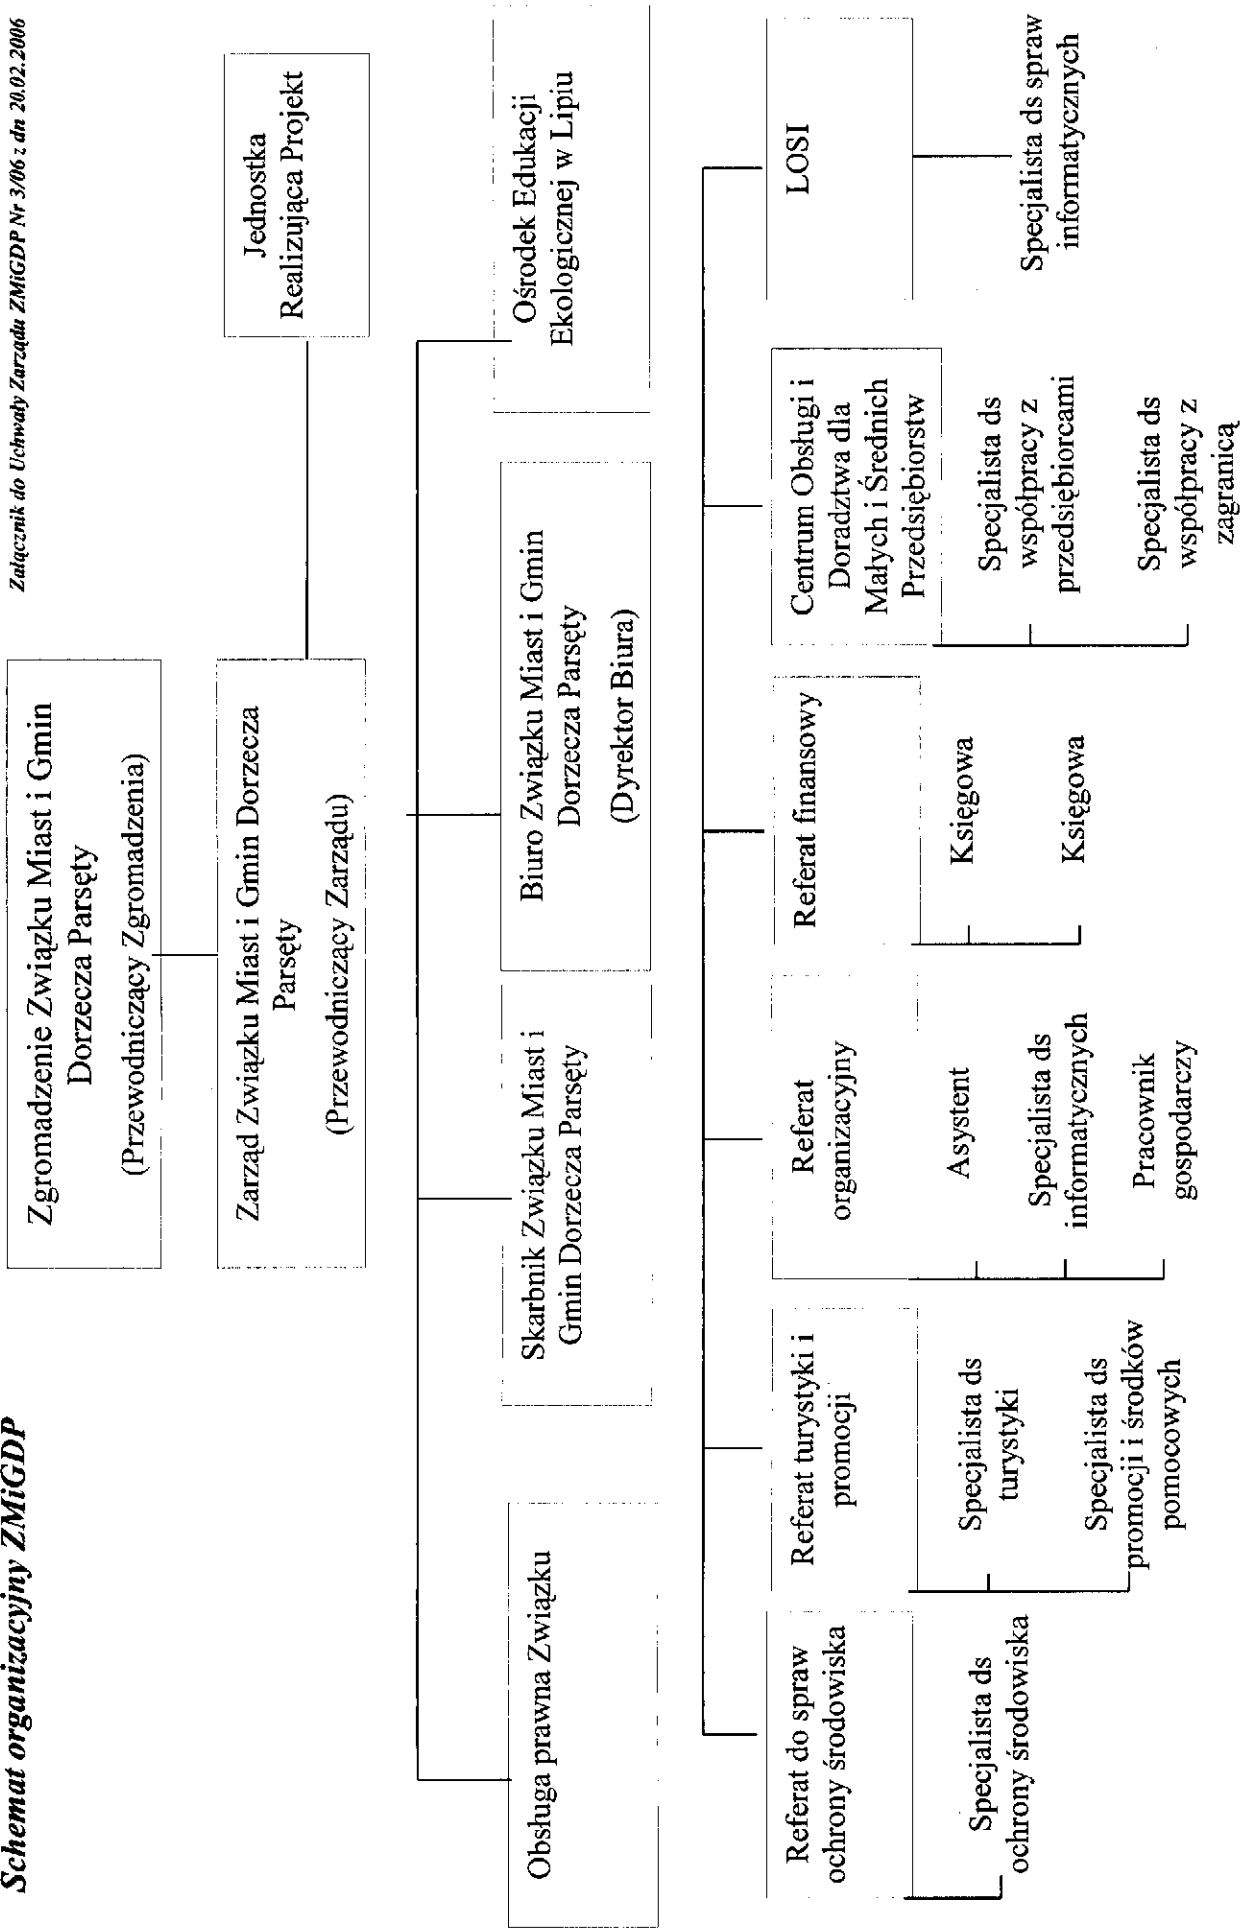 Załącznik do Uchwały Zarządu ZMiGDP Nr 3/06 z dn 20.02.2006
Schemat organizacyjny ZMiGDP
Zgromadzenie Związku Miast i Gmin
Dorzecza Parsęty
(Przewodniczący Zgromadzenia)
Zarząd Związku Miast i Gmin Dorzecza
Parsęty
(Przewodniczący Zarządu)
Jednostka
Realizująca Projekt
Obsługa prawna Związku
Skarbnik Związku Miast i
Gmin Dorzecza Parsęty
Biuro Związku Miast i Gmin
Dorzecza Parsęty
(Dyrektor Biura)
Ośrodek Edukacji
Ekologicznej w Lipiu
Referat do spraw
ochrony środowiska
Specjalista ds
ochrony środowiska
Referat turystyki i
promocji
Specjalista ds
turystyki
Specjalista ds
promocji i środków
pomocowych
Referat
organizacyjny
Asystent
Specjalista ds
informatycznych
Pracownik
gospodarczy
Referat finansowy
Księgowa
Księgowa
Centrum Obsługi i
Doradztwa dla
Małych i Średnich
Przedsiębiorstw
Specjalista ds
współpracy z
przedsiębiorcami
Specjalista ds
współpracy z
zagranicą
LOSI
Specjalista ds spraw
informatycznych